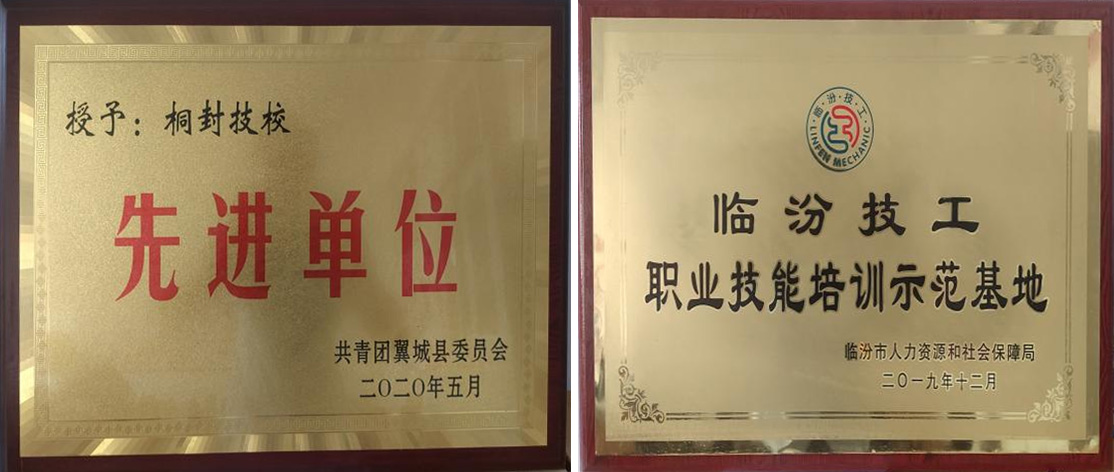 授予：桐封技校
先进单位
共青团翼城县委员会
二〇二〇年五月
临·汾·技·工
LINFEN MECHANIC
临汾技工
职业技能培训示范基地
临汾市人力资源和社会保障局
二〇一九年十二月